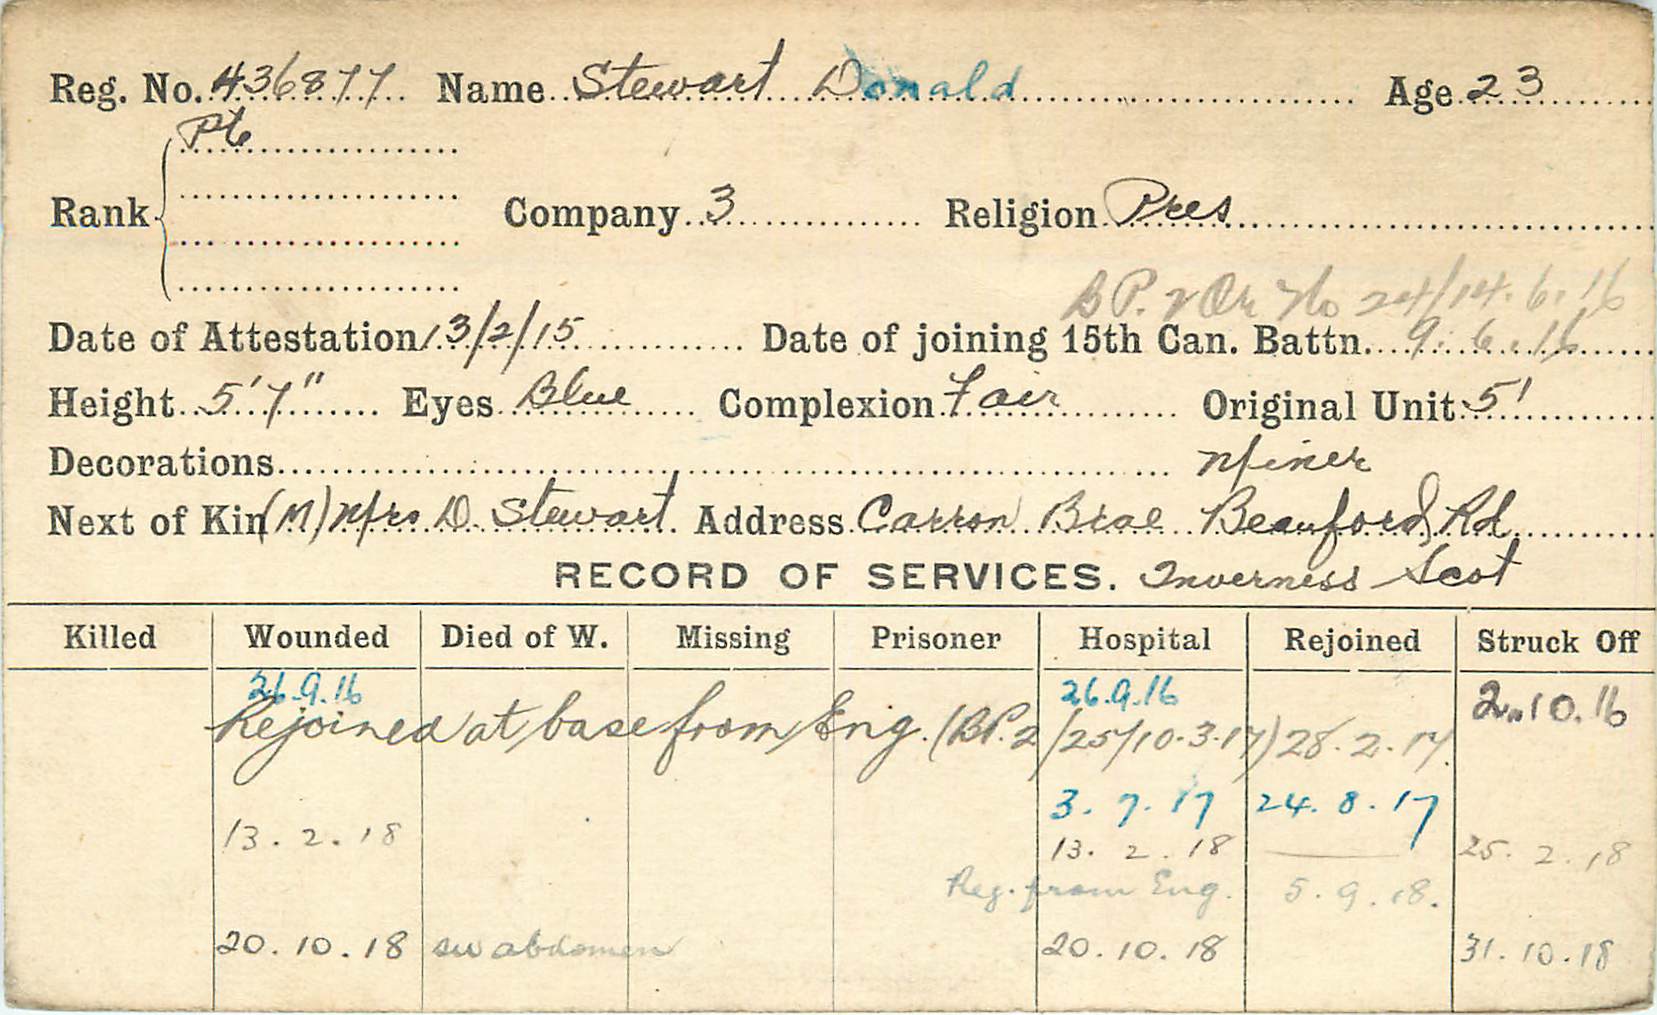 Reg. No. 436877 Name Stewart Donald Age 23
Pte
Rank Company 3 Religion Pres
B P. 2 Or No 24/14.6.16
Date of Attestation 13/2/15 Date of joining 15th Can. Battn. 9.6.16
Height 5'7" Eyes Blue Complexion Fair Original Unit 5'
Decorations Miner
Next of Kin (M) Mrs D. Stewart Address Carron Brae Beauford Rd
RECORD OF SERVICES. Inverness Scot
Killed Wounded Died of W. Missing Prisoner Hospital Rejoined Struck Off
26.9.16 26.9.16 2.10.16
Rejoined at base from Eng. (BP.2/25/10.3.17) 28.2.17.
3.7.17 24.8.17
13.2.18 13.2.18 25.2.18
from Eng. 5.9.18.
20.10.18 sw abdomen 20.10.18 31.10.18